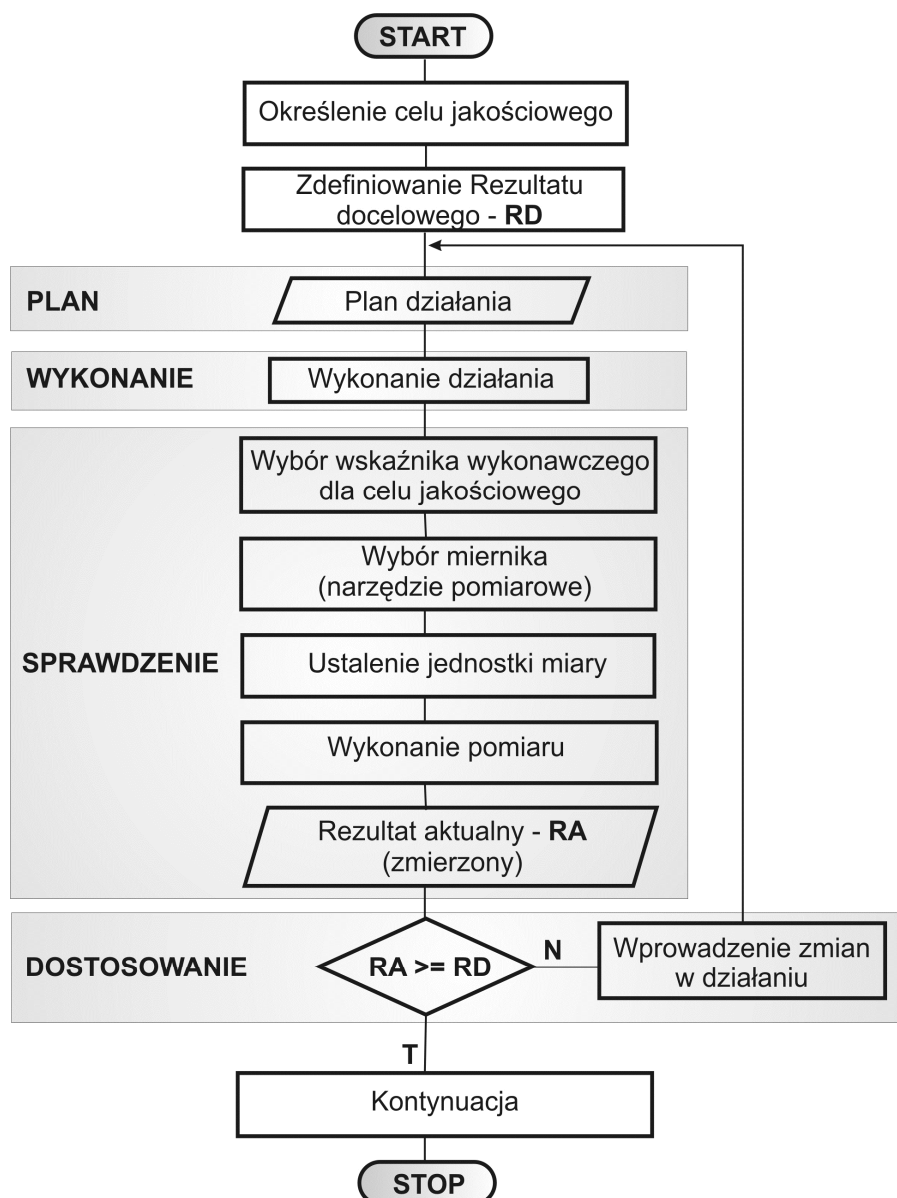 START
Określenie celu jakościowego
Zdefiniowanie Rezultatu
docelowego - RD
PLAN
Plan działania
WYKONANIE
Wykonanie działania
SPRAWDZENIE
Wybór wskaźnika wykonawczego
dla celu jakościowego
Wybór miernika
(narzędzie pomiarowe)
Ustalenie jednostki miary
Wykonanie pomiaru
Rezultat aktualny - RA
(zmierzony)
DOSTOSOWANIE
RA >= RD
N
Wprowadzenie zmian
w działaniu
T
Kontynuacja
STOP